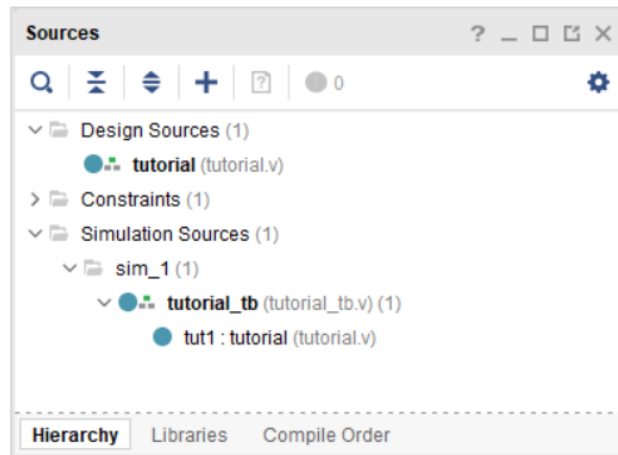 Sources
0
Design Sources (1)
tutorial (tutorial.v)
Constraints (1)
Simulation Sources (1)
sim_1 (1)
tutorial_tb (tutorial_tb.v) (1)
tut1 : tutorial (tutorial.v)
Hierarchy Libraries Compile Order